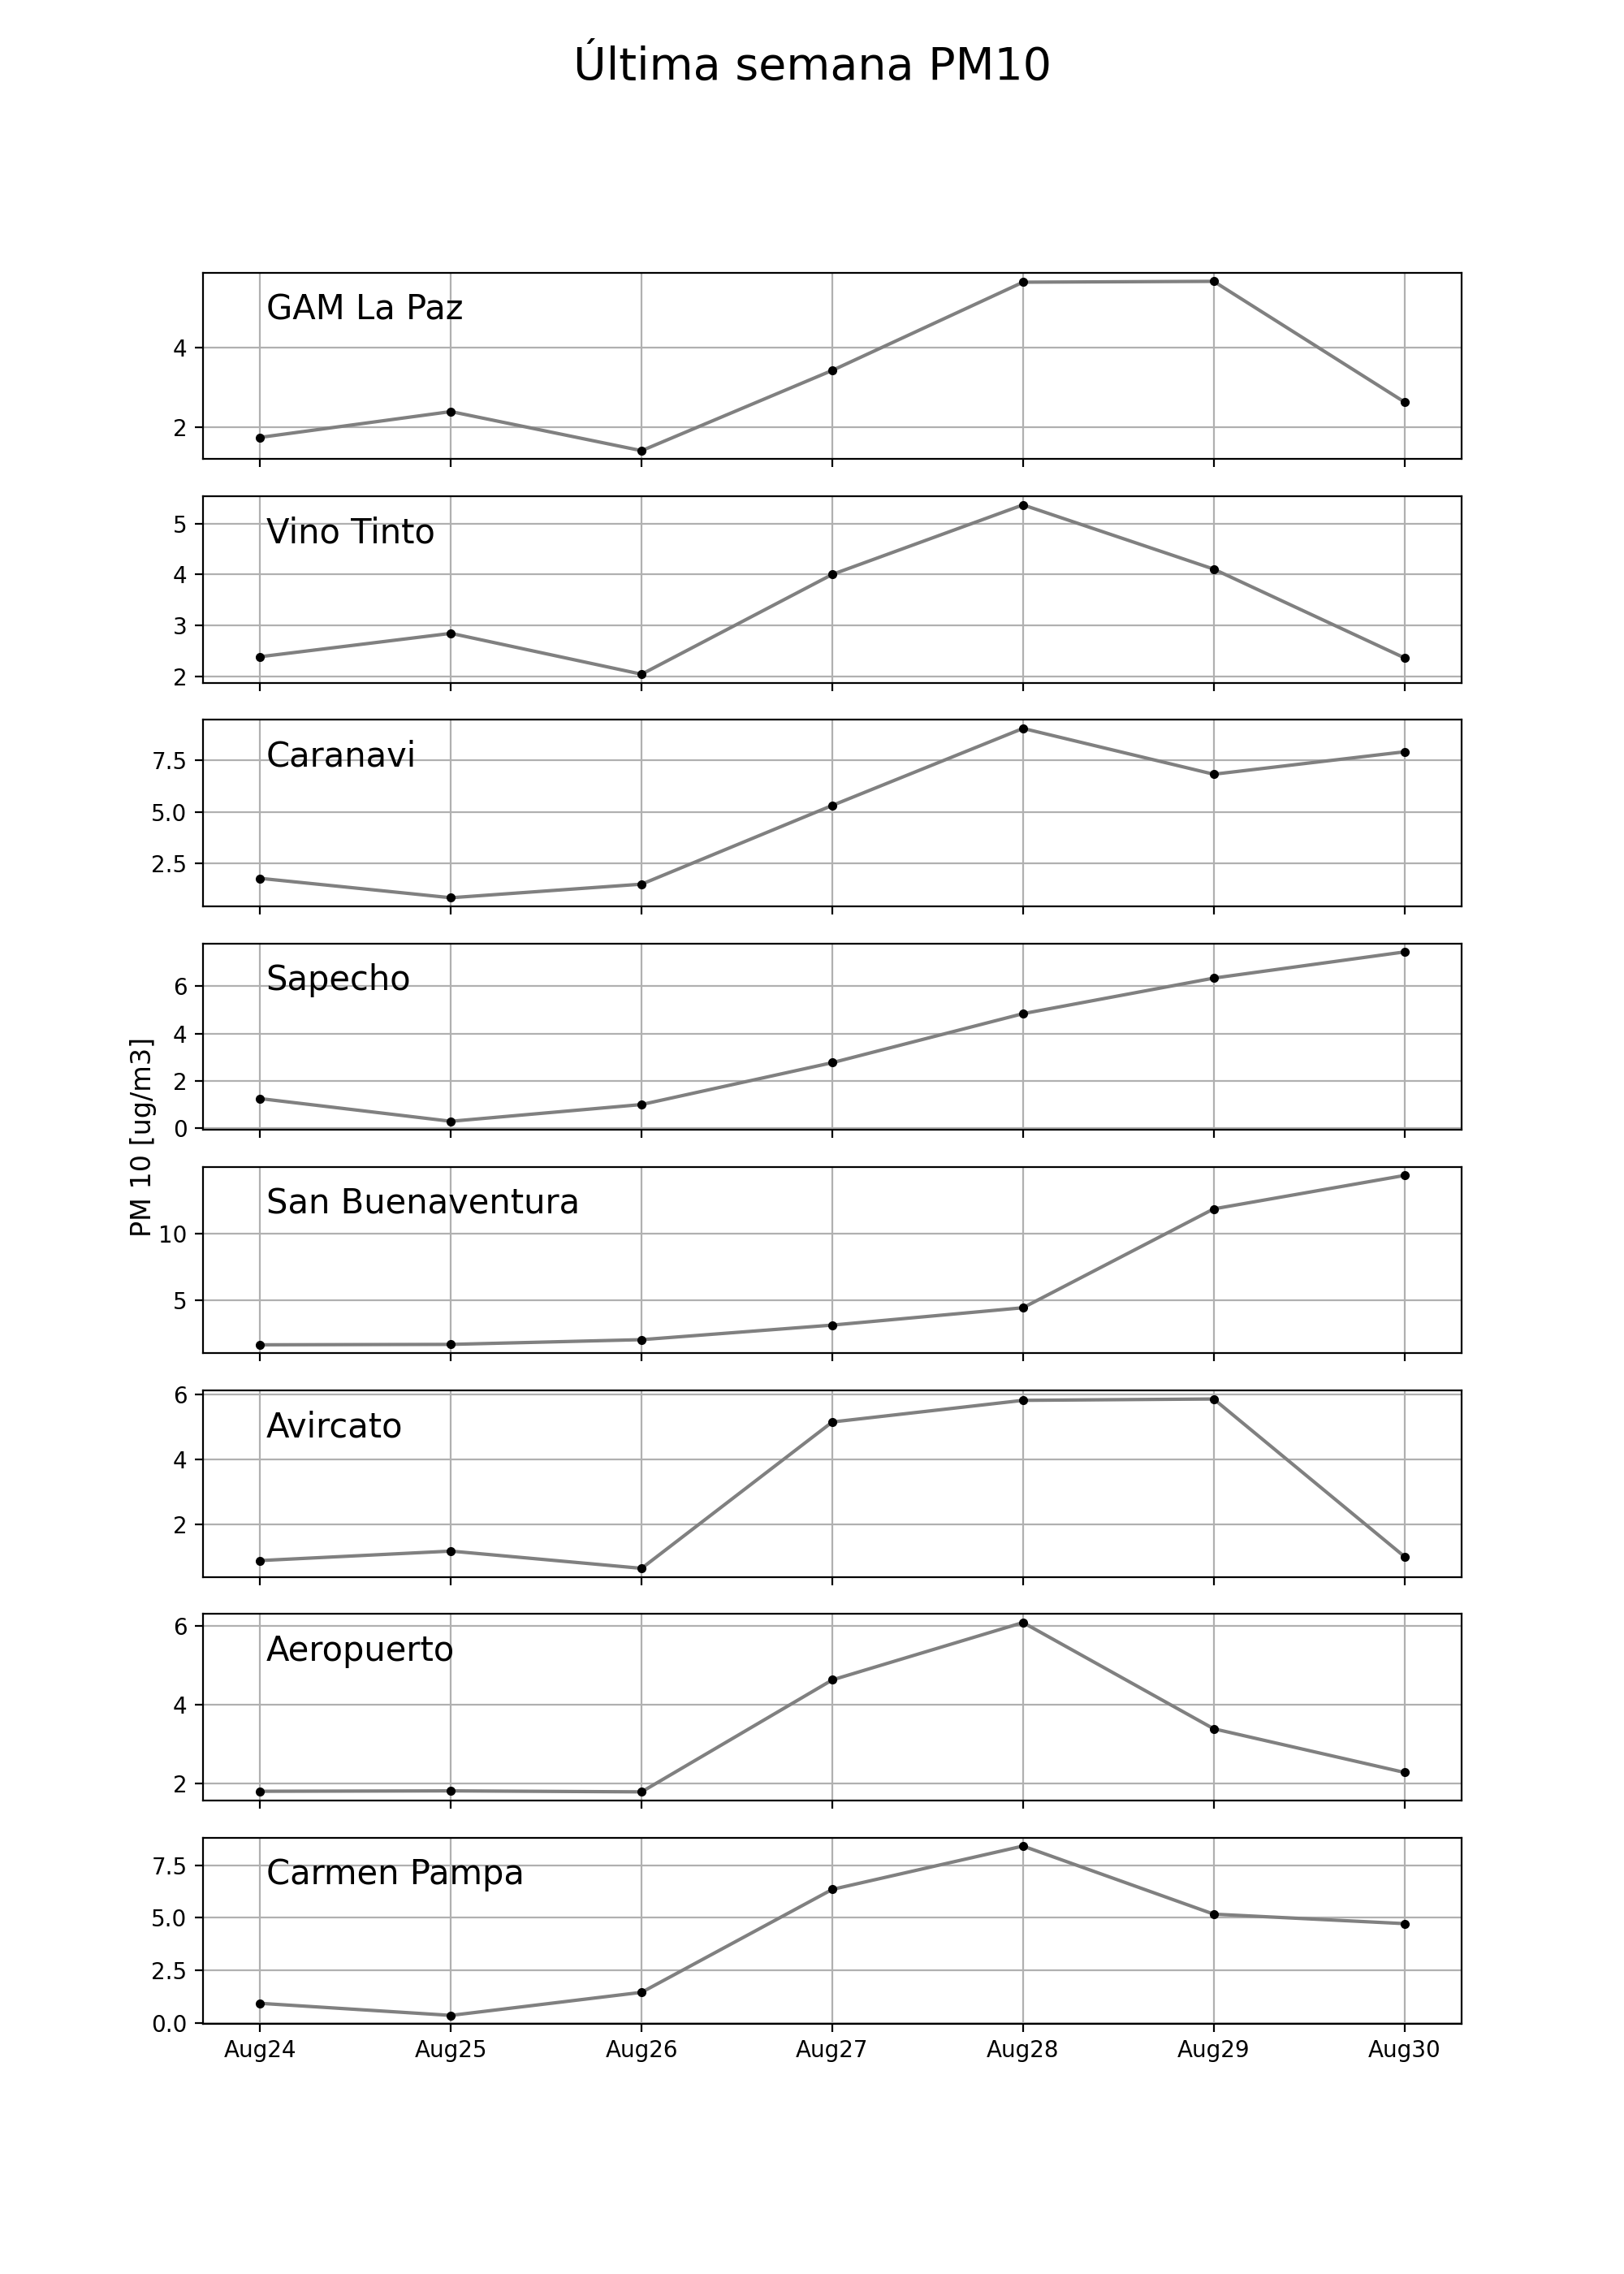 Última semana PM10
GAM La Paz
4
2
Vino Tinto
5
4
3
2
Caranavi
7.5
5.0
2.5
Sapecho
6
4
2
0
PM 10 [ug/m3]
San Buenaventura
10
5
Avircato
6
4
2
Aeropuerto
6
4
2
Carmen Pampa
7.5
5.0
2.5
0.0
Aug24 Aug25 Aug26 Aug27 Aug28 Aug29 Aug30